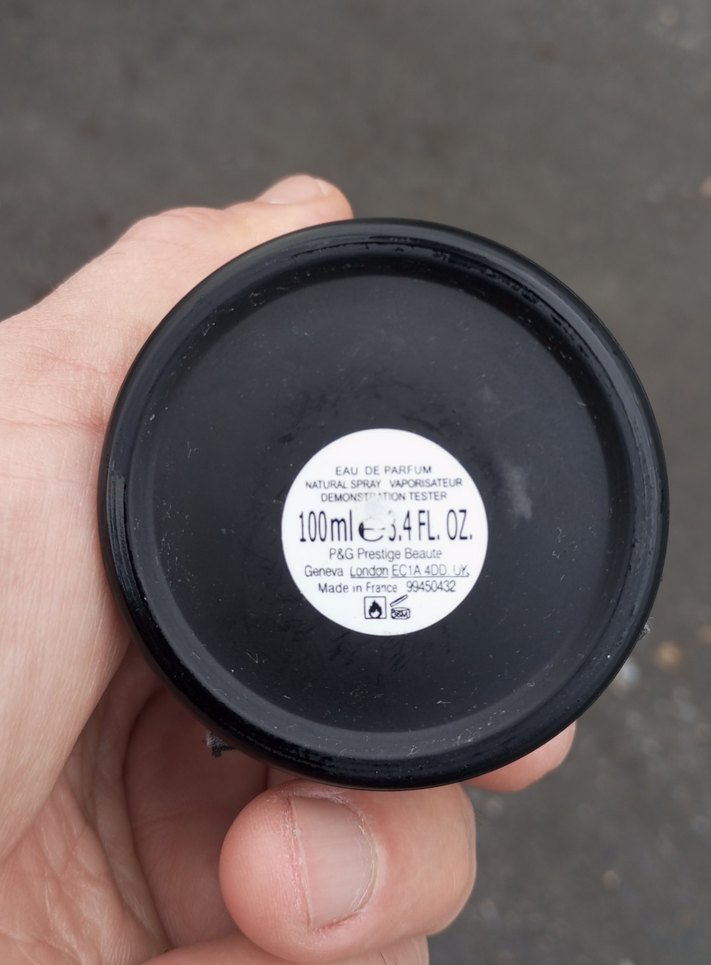 EAU DE PARFUM
NATURAL SPRAY VAPORISATEUR
DEMONSTRATION TESTER
100ml e 3.4 FL. OZ.
P&G Prestige Beaute
Geneva London EC1A 4DD UK
Made in France 99450432
36M